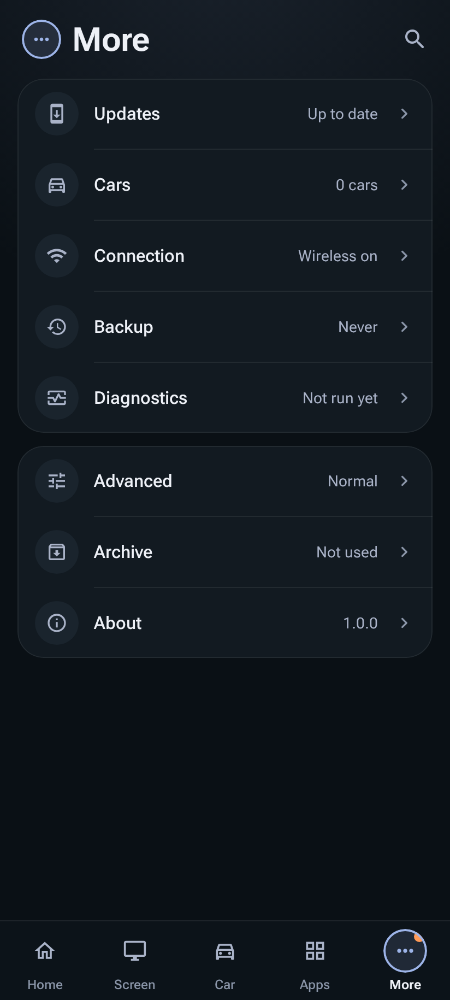 More
Updates Up to date
Cars 0 cars
Connection Wireless on
Backup Never
Diagnostics Not run yet
Advanced Normal
Archive Not used
About 1.0.0
Home Screen Car Apps More